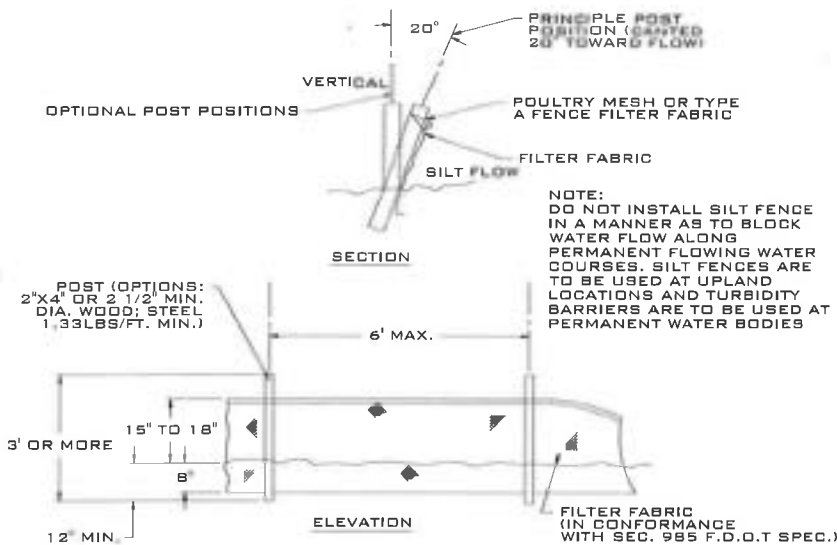 20°
PRINCIPLE POST
POSITION (CANTED
20° TOWARD FLOW)
VERTICAL
OPTIONAL POST POSITIONS
POULTRY MESH OR TYPE
A FENCE FILTER FABRIC
FILTER FABRIC
SILT FLOW
SECTION
NOTE:
DO NOT INSTALL SILT FENCE
IN A MANNER AS TO BLOCK
WATER FLOW ALONG
PERMANENT FLOWING WATER
COURSES. SILT FENCES ARE
TO BE USED AT UPLAND
LOCATIONS AND TURBIDITY
BARRIERS ARE TO BE USED AT
PERMANENT WATER BODIES
POST (OPTIONS:
2"X4" OR 2 1/2" MIN.
DIA. WOOD; STEEL
1.33LBS/FT. MIN.)
6' MAX.
15" TO 18"
3' OR MORE
8"
12" MIN.
ELEVATION
FILTER FABRIC
(IN CONFORMANCE
WITH SEC. 985 F.D.O.T SPEC.)